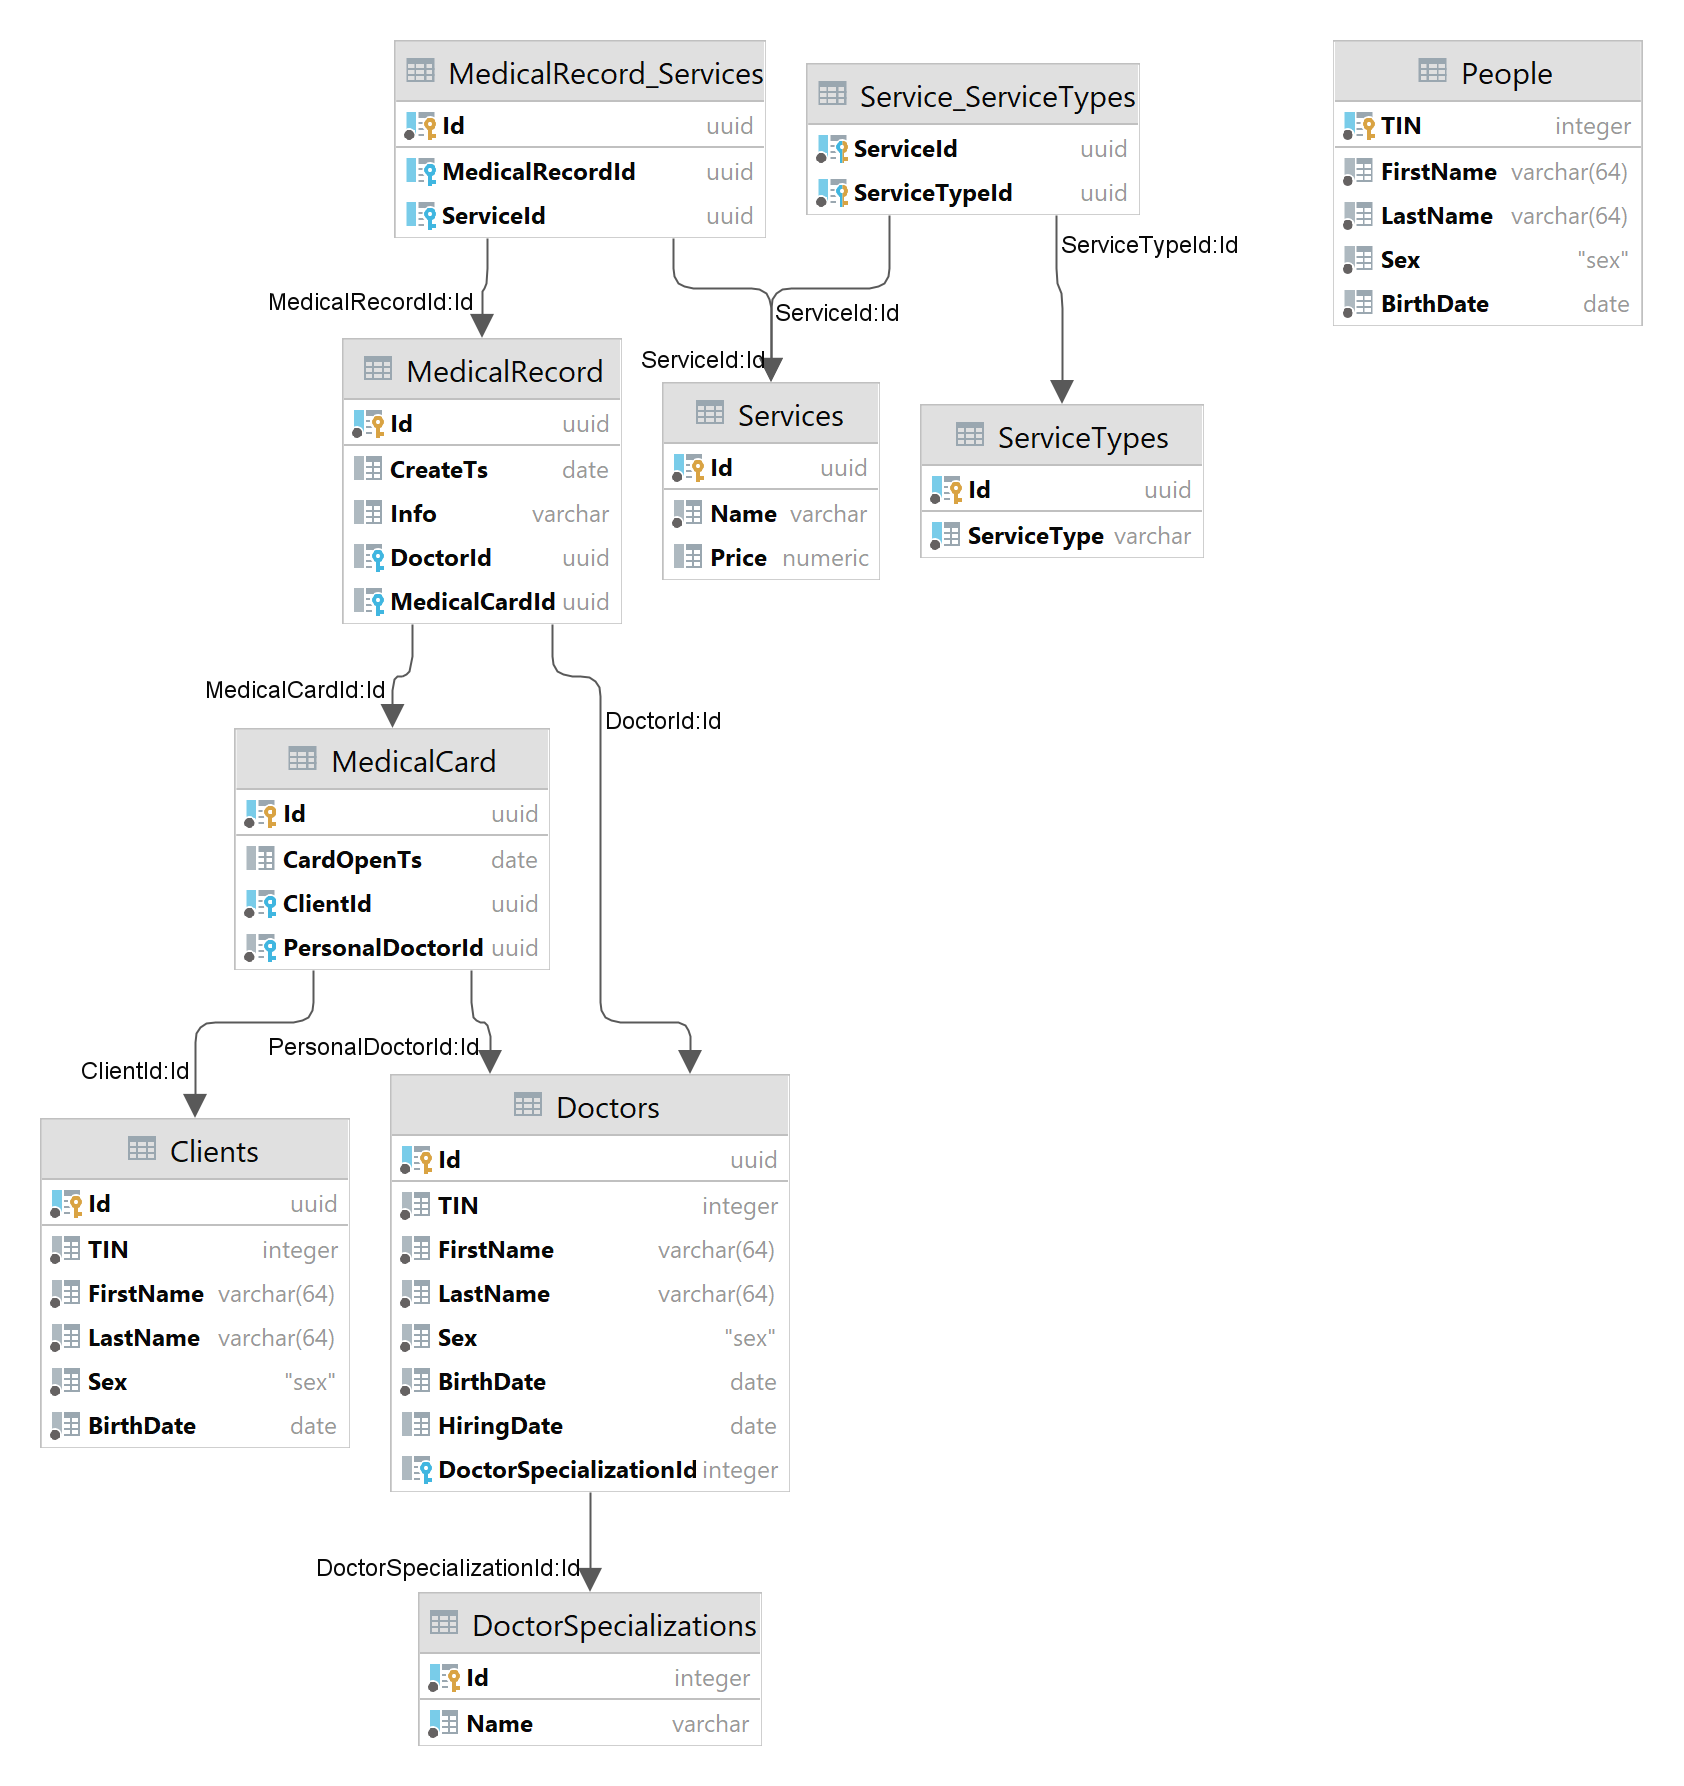 MedicalRecord_Services
Id uuid
MedicalRecordId uuid
ServiceId uuid
Service_ServiceTypes
ServiceId uuid
ServiceTypeId uuid
People
TIN integer
FirstName varchar(64)
LastName varchar(64)
Sex "sex"
BirthDate date
MedicalRecordId:Id
ServiceId:Id
ServiceId:Id
ServiceTypeId:Id
MedicalRecord
Id uuid
CreateTs date
Info varchar
DoctorId uuid
MedicalCardId uuid
Services
Id uuid
Name varchar
Price numeric
ServiceTypes
Id uuid
ServiceType varchar
MedicalCardId:Id
DoctorId:Id
MedicalCard
Id uuid
CardOpenTs date
ClientId uuid
PersonalDoctorId uuid
ClientId:Id
PersonalDoctorId:Id
Clients
Id uuid
TIN integer
FirstName varchar(64)
LastName varchar(64)
Sex "sex"
BirthDate date
Doctors
Id uuid
TIN integer
FirstName varchar(64)
LastName varchar(64)
Sex "sex"
BirthDate date
HiringDate date
DoctorSpecializationId integer
DoctorSpecializationId:Id
DoctorSpecializations
Id integer
Name varchar